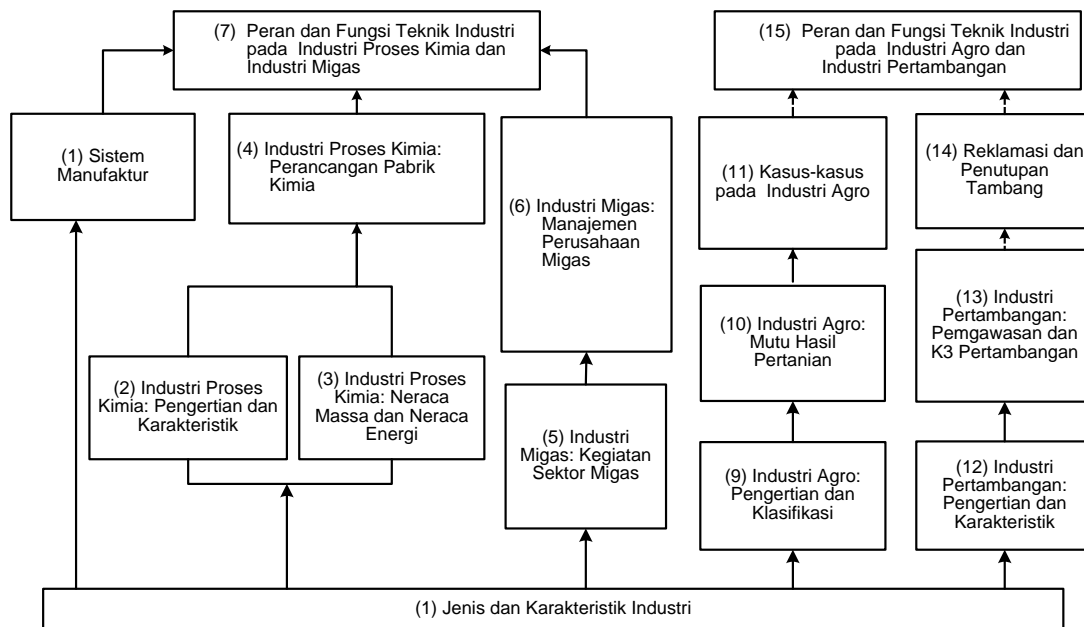 (7) Peran dan Fungsi Teknik Industri
pada Industri Proses Kimia dan
Industri Migas
(15) Peran dan Fungsi Teknik Industri
pada Industri Agro dan
Industri Pertambangan
(1) Sistem
Manufaktur
(4) Industri Proses Kimia:
Perancangan Pabrik
Kimia
(6) Industri Migas:
Manajemen
Perusahaan
Migas
(11) Kasus-kasus
pada Industri Agro
(14) Reklamasi dan
Penutupan
Tambang
(2) Industri Proses
Kimia: Pengertian dan
Karakteristik
(3) Industri Proses
Kimia: Neraca
Massa dan Neraca
Energi
(5) Industri
Migas: Kegiatan
Sektor Migas
(10) Industri Agro:
Mutu Hasil
Pertanian
(13) Industri
Pertambangan:
Pemgawasan dan
K3 Pertambangan
(9) Industri Agro:
Pengertian dan
Klasifikasi
(12) Industri
Pertambangan:
Pengertian dan
Karakteristik
(1) Jenis dan Karakteristik Industri